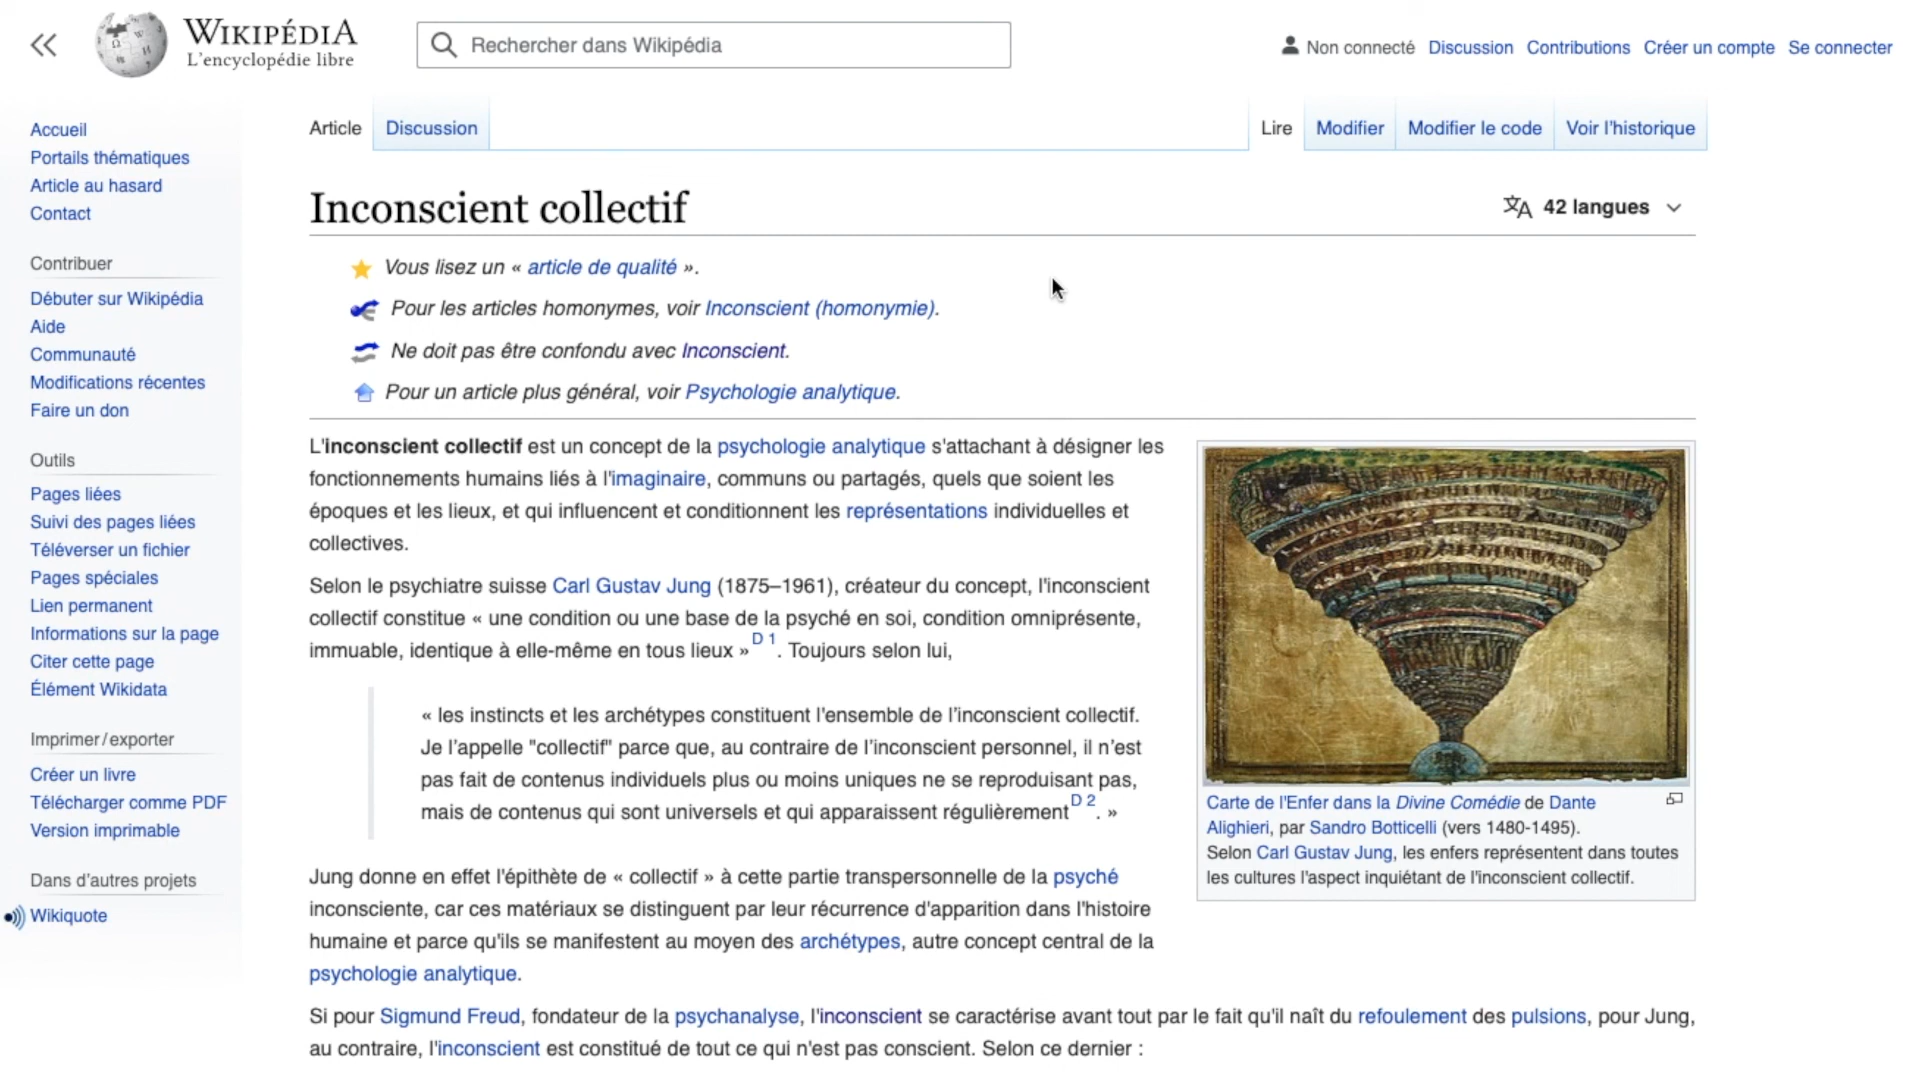 WIKIPÉDIA
L'encyclopédie libre
Rechercher dans Wikipédia
Non connecté Discussion Contributions Créer un compte Se connecter
Accueil
Portails thématiques
Article au hasard
Contact
Contribuer
Débuter sur Wikipédia
Aide
Communauté
Modifications récentes
Faire un don
Outils
Pages liées
Suivi des pages liées
Téléverser un fichier
Pages spéciales
Lien permanent
Informations sur la page
Citer cette page
Élément Wikidata
Imprimer / exporter
Créer un livre
Télécharger comme PDF
Version imprimable
Dans d'autres projets
Wikiquote
Article Discussion Lire Modifier Modifier le code Voir l'historique
Inconscient collectif
42 langues
Vous lisez un « article de qualité ».
Pour les articles homonymes, voir Inconscient (homonymie).
Ne doit pas être confondu avec Inconscient.
Pour un article plus général, voir Psychologie analytique.
L'inconscient collectif est un concept de la psychologie analytique s'attachant à désigner les
fonctionnements humains liés à l'imaginaire, communs ou partagés, quels que soient les
époques et les lieux, et qui influencent et conditionnent les représentations individuelles et
collectives.
Selon le psychiatre suisse Carl Gustav Jung (1875–1961), créateur du concept, l'inconscient
collectif constitue « une condition ou une base de la psyché en soi, condition omniprésente,
immuable, identique à elle-même en tous lieux » D 1. Toujours selon lui,
« les instincts et les archétypes constituent l'ensemble de l'inconscient collectif.
Je l'appelle "collectif" parce que, au contraire de l'inconscient personnel, il n'est
pas fait de contenus individuels plus ou moins uniques ne se reproduisant pas,
mais de contenus qui sont universels et qui apparaissent régulièrement D 2. »
Jung donne en effet l'épithète de « collectif » à cette partie transpersonnelle de la psyché
inconsciente, car ces matériaux se distinguent par leur récurrence d'apparition dans l'histoire
humaine et parce qu'ils se manifestent au moyen des archétypes, autre concept central de la
psychologie analytique.
Si pour Sigmund Freud, fondateur de la psychanalyse, l'inconscient se caractérise avant tout par le fait qu'il naît du refoulement des pulsions, pour Jung,
au contraire, l'inconscient est constitué de tout ce qui n'est pas conscient. Selon ce dernier :
Carte de l'Enfer dans la Divine Comédie de Dante
Alighieri, par Sandro Botticelli (vers 1480-1495).
Selon Carl Gustav Jung, les enfers représentent dans toutes
les cultures l'aspect inquiétant de l'inconscient collectif.